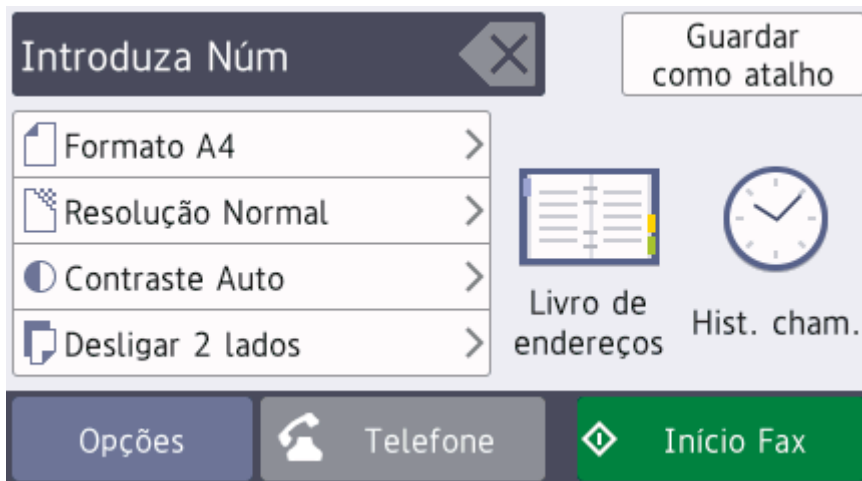 Introduza Núm
Guardar
como atalho
Formato A4
Resolução Normal
Contraste Auto
Desligar 2 lados
Livro de
endereços
Hist. cham.
Opções
Telefone
Início Fax